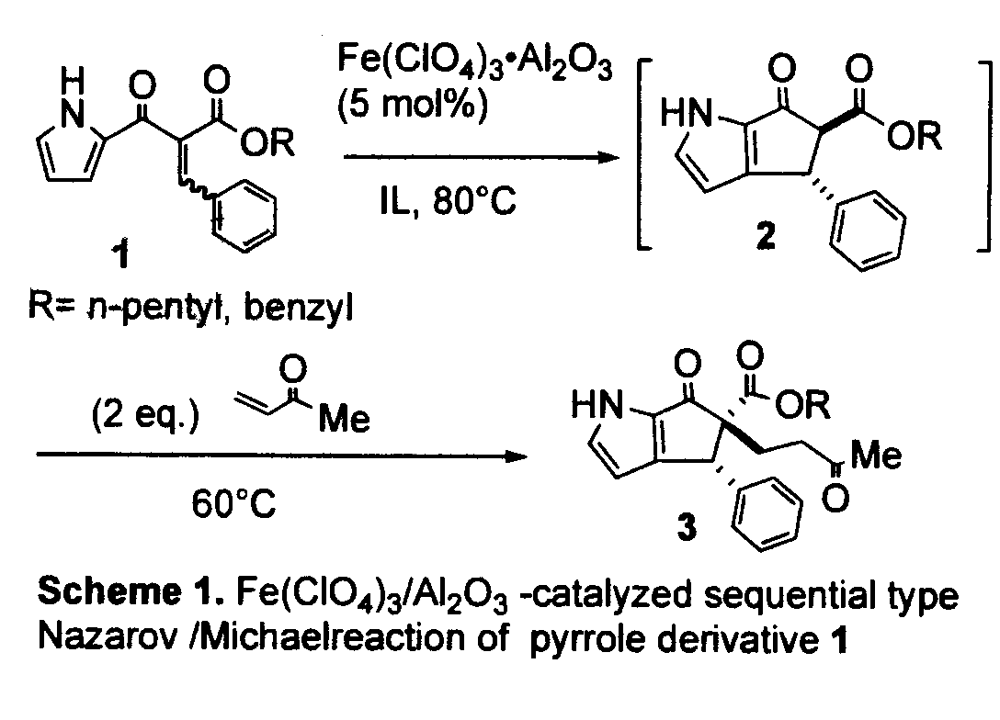 Fe(ClO4)3•Al2O3
(5 mol%)
IL, 80°C
H
N
O
O
OR
1
R= n-pentyl, benzyl
HN
O
O
OR
2
(2 eq.)
O
Me
60°C
HN
O
O
OR
Me
O
3
Scheme 1. Fe(ClO4)3/Al2O3 -catalyzed sequential type
Nazarov /Michaelreaction of pyrrole derivative 1